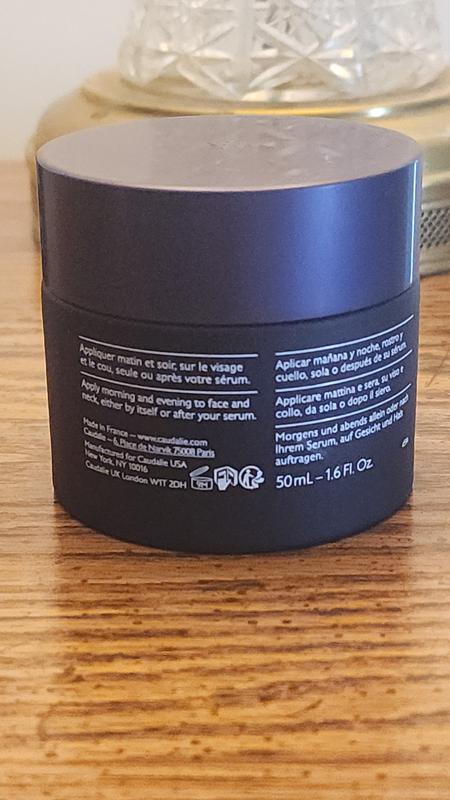 Appliquer matin et soir, sur le visage
et le cou, seule ou après votre sérum.
Apply morning and evening to face and
neck, either by itself or after your serum.
Made in France – www.caudalie.com
Caudalie – 6, Place de Narvik 75008 Paris
Manufactured for Caudalie USA
New York, NY 10016
Caudalie UK London W1T 2DH
9M
Aplicar mañana y noche, rostro y
cuello, sola o después de su sérum.
Applicare mattina e sera, su viso e
collo, da sola o dopo il siero.
Morgens und abends allein oder nach
Ihrem Serum, auf Gesicht und Hals
auftragen.
50 mL – 1.6 Fl. Oz